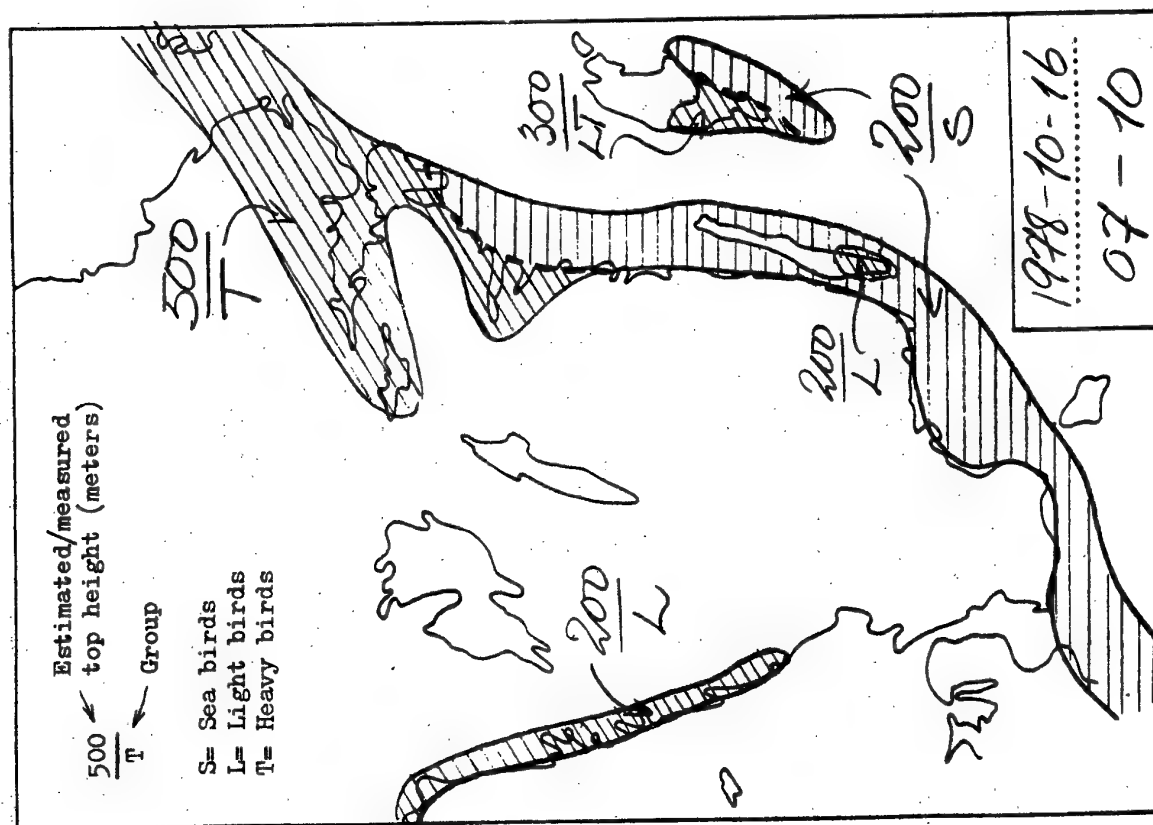 Estimated/measured
500 top height (meters)
T Group
S= Sea birds
L= Light birds
T= Heavy birds
500
T
300
LT
200
L
200
L
200
S
1978-10-16
07-10